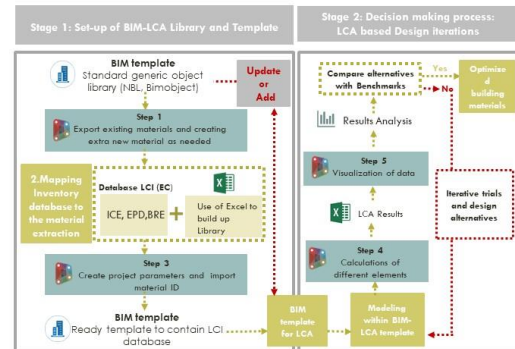 Stage 1: Set-up of BIM-LCA Library and Template
BIM template
Standard generic object
library (NBL, Bimobject)
Update
or
Add
Step 1
Export existing materials and creating
extra new material as needed
2.Mapping
Inventory
database to
the material
extraction
Database LCI (EC)
ICE, EPD,BRE
+
Use of Excel to
build up
Library
Step 3
Create project parameters and import
material ID
BIM template
Ready template to contain LCI
database
Stage 2: Decision making process:
LCA based Design iterations
Compare alternatives
with Benchmarks
Yes
No
Optimize
d
building
materials
Results Analysis
Step 5
Visualization of data
LCA Results
Iterative trials
and design
alternatives
Step 4
Calculations of
different elements
BIM
template
for LCA
Modeling
within BIM-
LCA template